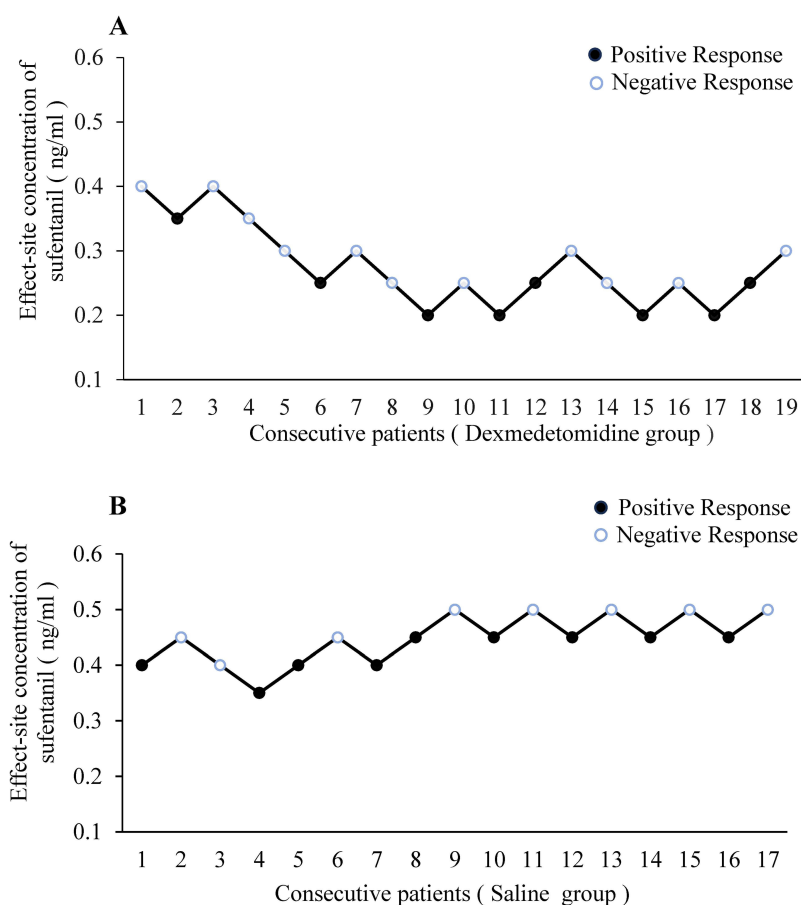 A
Positive Response
Negative Response
Effect-site concentration of
sufentanil ( ng/ml )
0.6
0.5
0.4
0.3
0.2
0.1
1 2 3 4 5 6 7 8 9 10 11 12 13 14 15 16 17 18 19
Consecutive patients ( Dexmedetomidine group )
B
Positive Response
Negative Response
Effect-site concentration of
sufentanil ( ng/ml )
0.6
0.5
0.4
0.3
0.2
0.1
1 2 3 4 5 6 7 8 9 10 11 12 13 14 15 16 17
Consecutive patients ( Saline group )